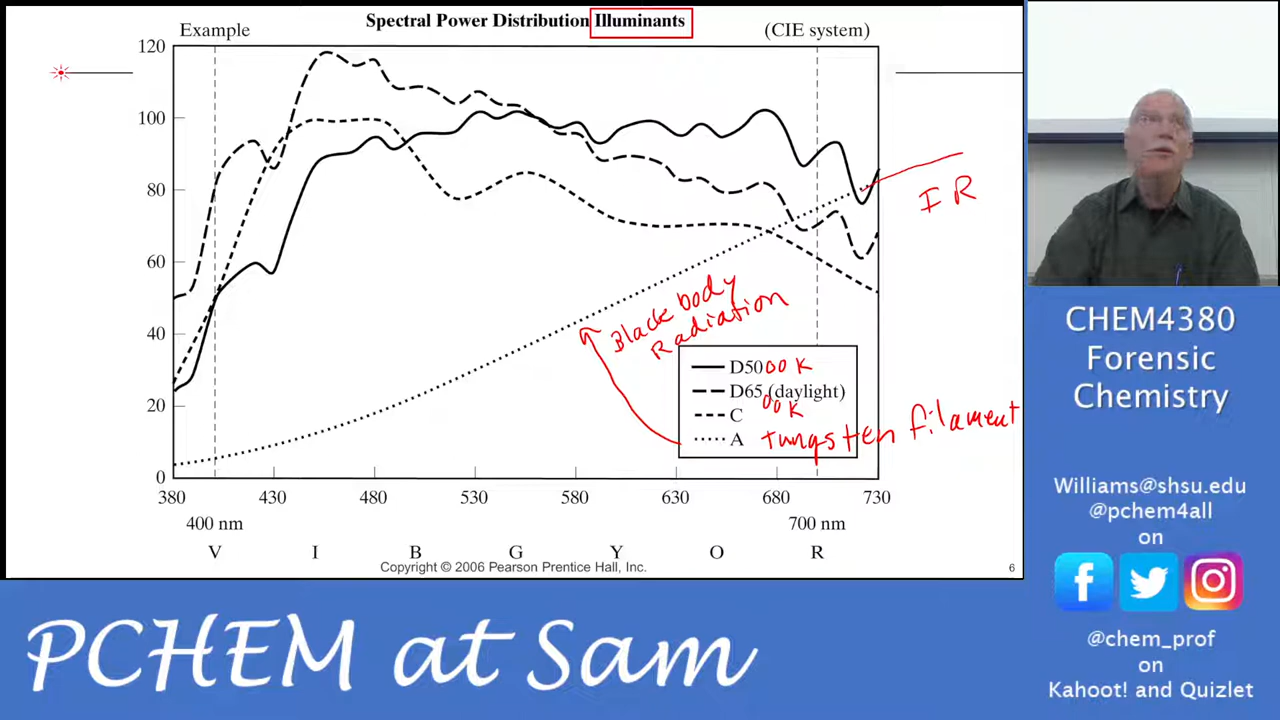 Spectral Power Distribution Illuminants
Example
(CIE system)
120
100
80
60
40
20
0
IR
Black body
Radiation
D5000 K
D65 (daylight)
00 K
C
A Tungsten filament
380 430 480 530 580 630 680 730
400 nm 700 nm
V I B G Y O R
Copyright © 2006 Pearson Prentice Hall, Inc.
6
CHEM4380
Forensic
Chemistry
Williams@shsu.edu
@pchem4all
on
@chem_prof
on
Kahoot! and Quizlet
PCHEM at Sam